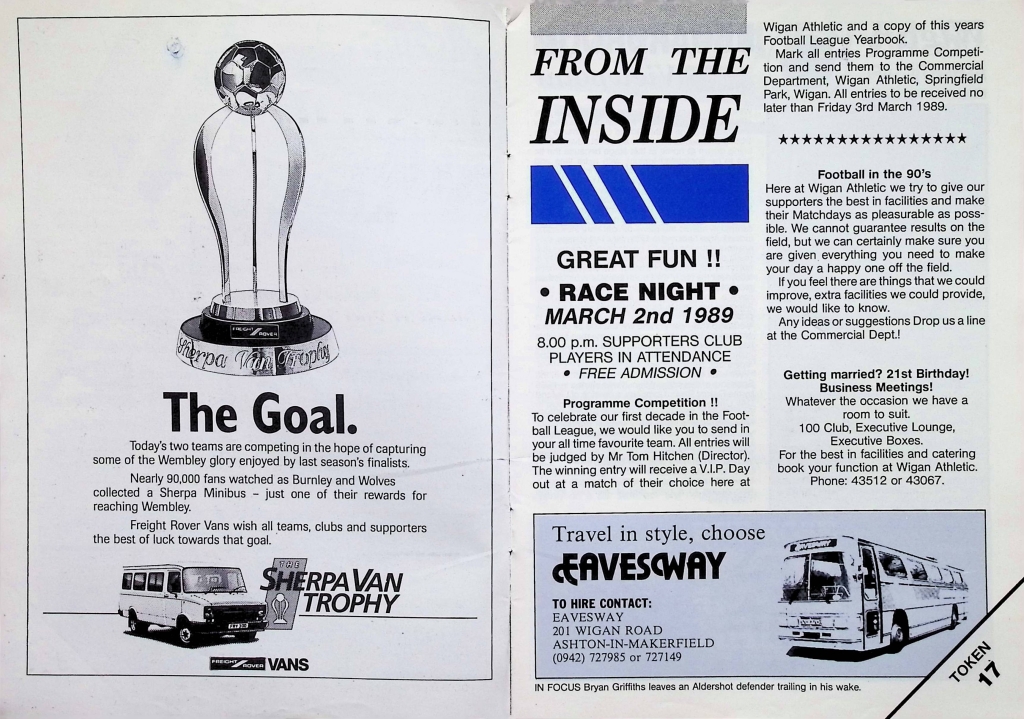 FREIGHT ROVER
Sherpa Van Trophy
The Goal.
Today's two teams are competing in the hope of capturing
some of the Wembley glory enjoyed by last season's finalists.
Nearly 90,000 fans watched as Burnley and Wolves
collected a Sherpa Minibus – just one of their rewards for
reaching Wembley.
Freight Rover Vans wish all teams, clubs and supporters
the best of luck towards that goal.
THE
SHERPA VAN
TROPHY
FREIGHT ROVER VANS
FROM THE
INSIDE
GREAT FUN !!
• RACE NIGHT •
MARCH 2nd 1989
8.00 p.m. SUPPORTERS CLUB
PLAYERS IN ATTENDANCE
• FREE ADMISSION •
Programme Competition !!
To celebrate our first decade in the Foot-
ball League, we would like you to send in
your all time favourite team. All entries will
be judged by Mr Tom Hitchen (Director).
The winning entry will receive a V.I.P. Day
out at a match of their choice here at
Wigan Athletic and a copy of this years
Football League Yearbook.
Mark all entries Programme Competi-
tion and send them to the Commercial
Department, Wigan Athletic, Springfield
Park, Wigan. All entries to be received no
later than Friday 3rd March 1989.
★★★★★★★★★★★★★★★★
Football in the 90's
Here at Wigan Athletic we try to give our
supporters the best in facilities and make
their Matchdays as pleasurable as poss-
ible. We cannot guarantee results on the
field, but we can certainly make sure you
are given everything you need to make
your day a happy one off the field.
If you feel there are things that we could
improve, extra facilities we could provide,
we would like to know.
Any ideas or suggestions Drop us a line
at the Commercial Dept.!
Getting married? 21st Birthday!
Business Meetings!
Whatever the occasion we have a
room to suit.
100 Club, Executive Lounge,
Executive Boxes.
For the best in facilities and catering
book your function at Wigan Athletic.
Phone: 43512 or 43067.
Travel in style, choose
EAVESWAY
TO HIRE CONTACT:
EAVESWAY
201 WIGAN ROAD
ASHTON-IN-MAKERFIELD
(0942) 727985 or 727149
EAVESWAY
IN FOCUS Bryan Griffiths leaves an Aldershot defender trailing in his wake.
TOKEN
17